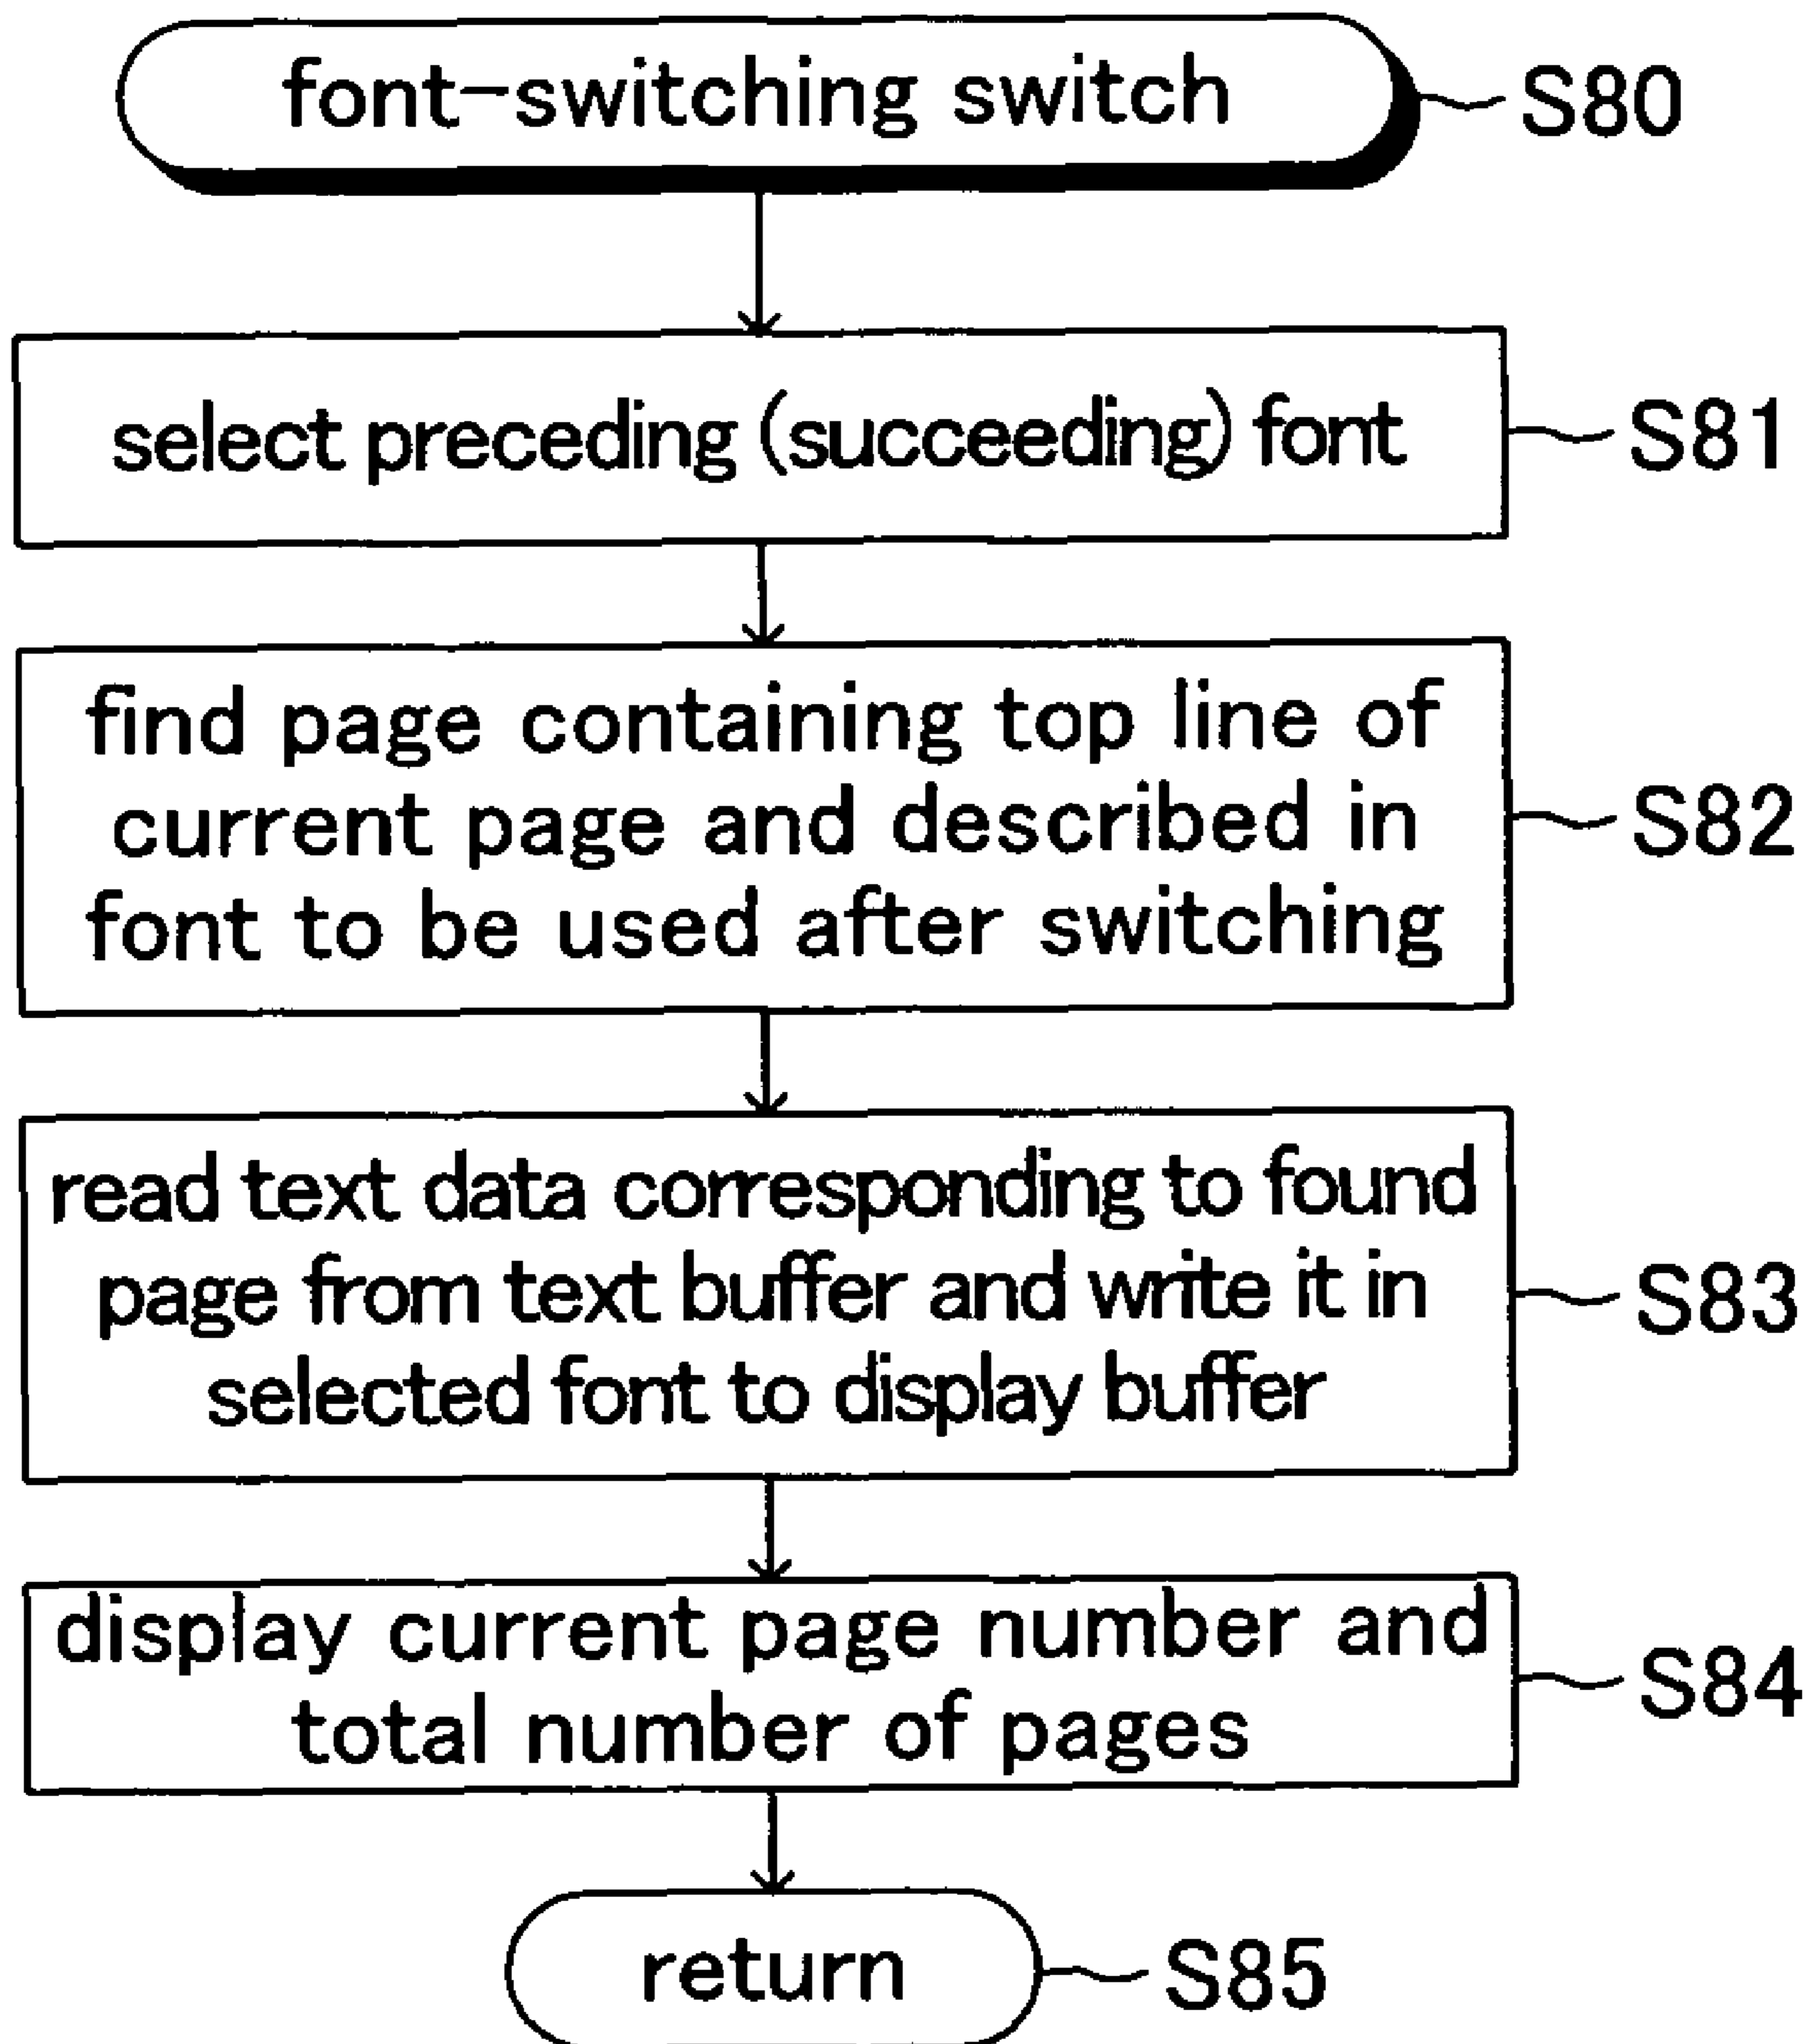 font-switching switch
S80
select preceding (succeeding) font
S81
find page containing top line of
current page and described in
font to be used after switching
S82
read text data corresponding to found
page from text buffer and write it in
selected font to display buffer
S83
display current page number and
total number of pages
S84
return
S85